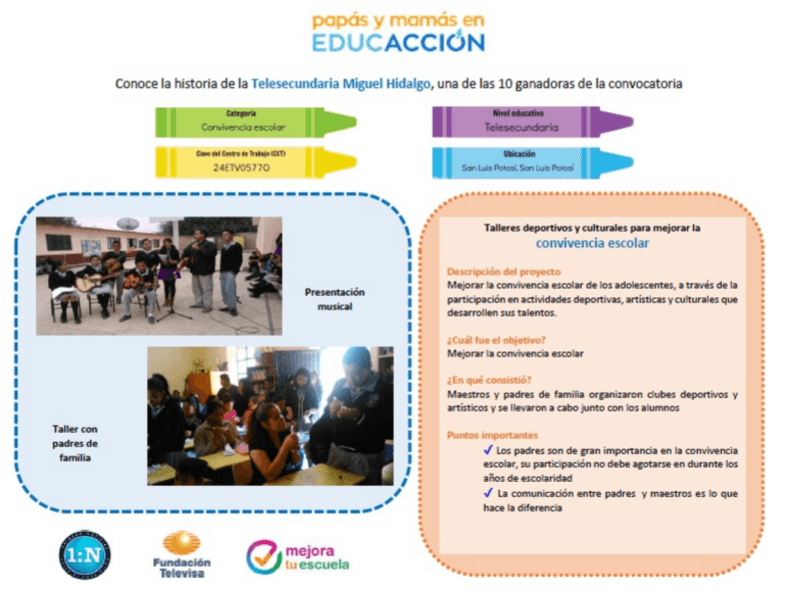 papás y mamás en
EDUCACCIÓN
Conoce la historia de la Telesecundaria Miguel Hidalgo, una de las 10 ganadoras de la convocatoria
Categoría
Convivencia escolar
Nivel educativo
Telesecundaria
Clave del Centro de Trabajo (CCT)
24ETV0577O
Ubicación
San Luis Potosí, San Luis Potosí
Presentación
musical
Taller con
padres de
familia
Talleres deportivos y culturales para mejorar la
convivencia escolar
Descripción del proyecto
Mejorar la convivencia escolar de los adolescentes, a través de la
participación en actividades deportivas, artísticas y culturales que
desarrollen sus talentos.
¿Cuál fue el objetivo?
Mejorar la convivencia escolar
¿En qué consistió?
Maestros y padres de familia organizaron clubes deportivos y
artísticos y se llevaron a cabo junto con los alumnos
Puntos importantes
✓ Los padres son de gran importancia en la convivencia
escolar, su participación no debe agotarse en durante los
años de escolaridad
✓ La comunicación entre padres y maestros es lo que
hace la diferencia
1:N
Fundación
Televisa
mejora
tu escuela